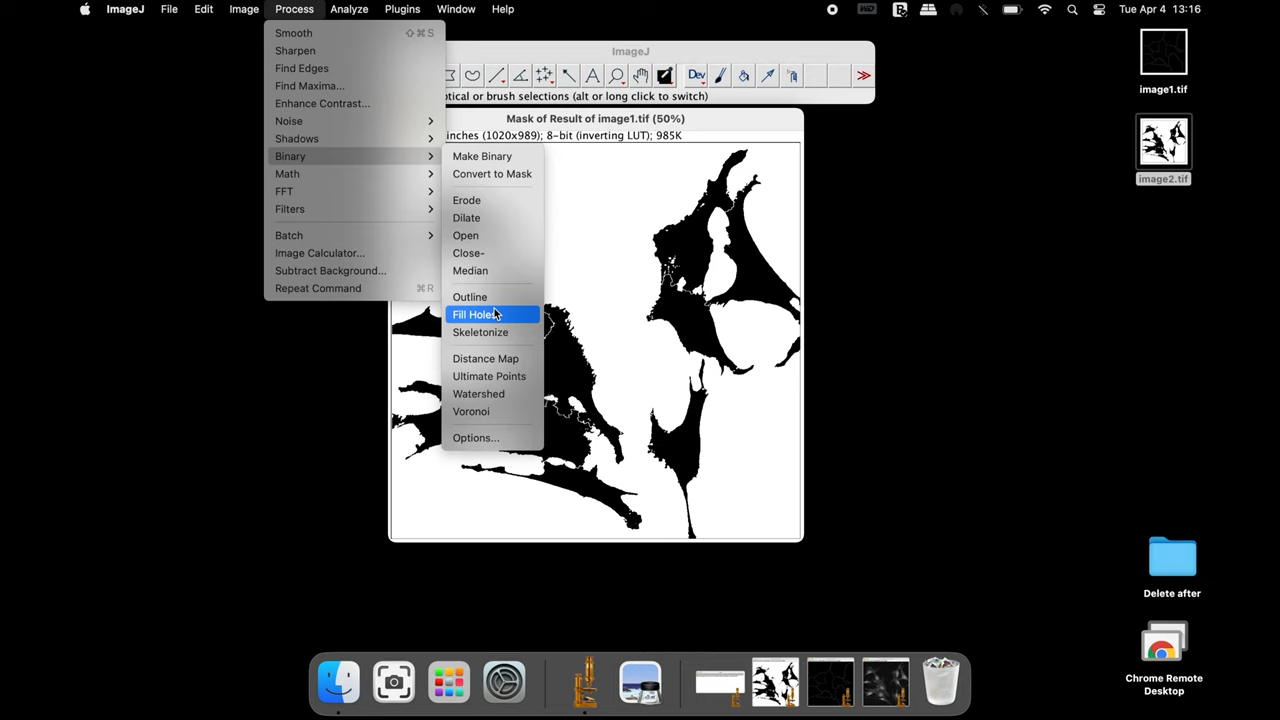 ImageJ File Edit Image Process Analyze Plugins Window Help Tue Apr 4 13:16
Smooth ⇧⌘S
Sharpen
Find Edges
Find Maxima...
Enhance Contrast...
Noise
Shadows
Binary
Math
FFT
Filters
Batch
Image Calculator...
Subtract Background...
Repeat Command ⌘R
Make Binary
Convert to Mask
Erode
Dilate
Open
Close-
Median
Outline
Fill Holes
Skeletonize
Distance Map
Ultimate Points
Watershed
Voronoi
Options...
ImageJ
Dev
ptical or brush selections (alt or long click to switch)
Mask of Result of image1.tif (50%)
inches (1020x989); 8-bit (inverting LUT); 985K
image1.tif
image2.tif
Delete after
Chrome Remote
Desktop